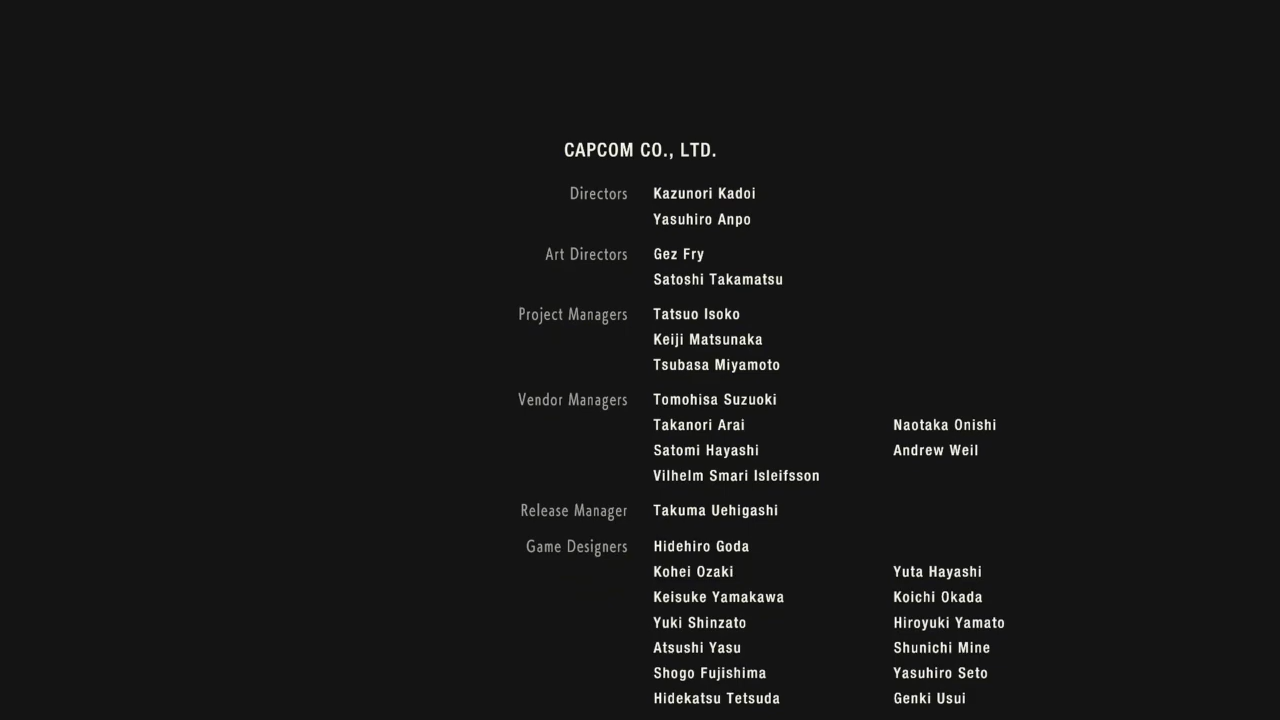 CAPCOM CO., LTD.
Directors Kazunori Kadoi
Yasuhiro Anpo
Art Directors Gez Fry
Satoshi Takamatsu
Project Managers Tatsuo Isoko
Keiji Matsunaka
Tsubasa Miyamoto
Vendor Managers Tomohisa Suzuoki
Takanori Arai Naotaka Onishi
Satomi Hayashi Andrew Weil
Vilhelm Smari Isleifsson
Release Manager Takuma Uehigashi
Game Designers Hidehiro Goda
Kohei Ozaki Yuta Hayashi
Keisuke Yamakawa Koichi Okada
Yuki Shinzato Hiroyuki Yamato
Atsushi Yasu Shunichi Mine
Shogo Fujishima Yasuhiro Seto
Hidekatsu Tetsuda Genki Usui